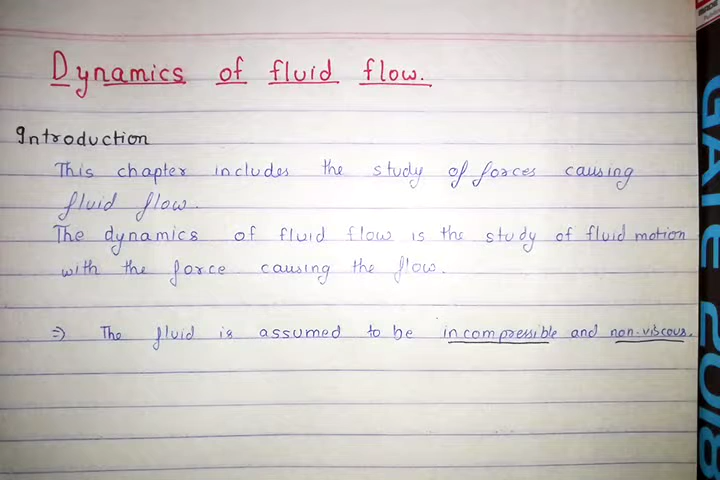 Dynamics of fluid flow.
Introduction
This chapter includes the study of forces causing
fluid flow.
The dynamics of fluid flow is the study of fluid motion
with the force causing the flow.
⇒ The fluid is assumed to be incompressible and non-viscous.
GATE 2018